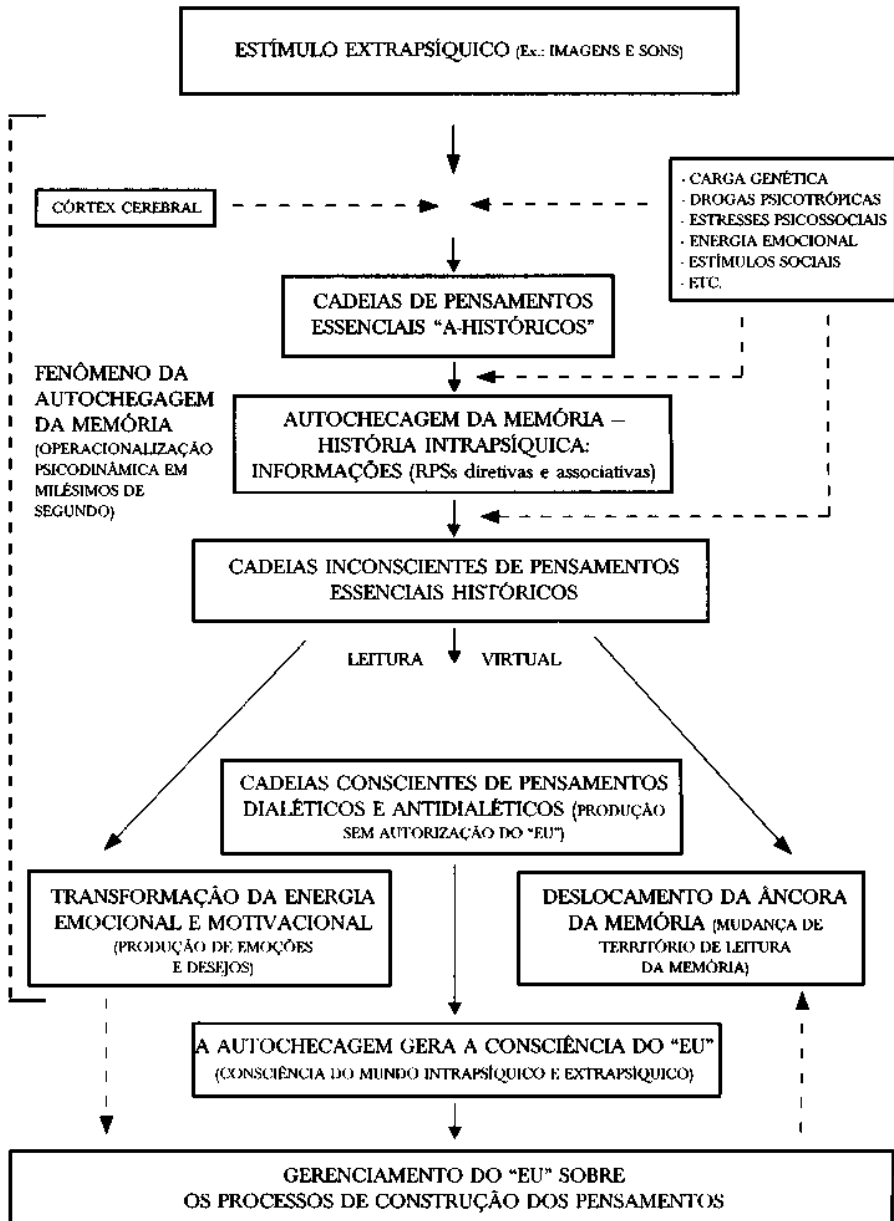 ESTÍMULO EXTRAPSÍQUICO (Ex.: IMAGENS E SONS)
CÓRTEX CEREBRAL
- CARGA GENÉTICA
- DROGAS PSICOTRÓPICAS
- ESTRESSES PSICOSSOCIAIS
- ENERGIA EMOCIONAL
- ESTÍMULOS SOCIAIS
- ETC.
CADEIAS DE PENSAMENTOS
ESSENCIAIS “A-HISTÓRICOS”
FENÔMENO DA
AUTOCHEGAGEM
DA MEMÓRIA
(OPERACIONALIZAÇÃO
PSICODINÂMICA EM
MILÉSIMOS DE
SEGUNDO)
AUTOCHECAGEM DA MEMÓRIA –
HISTÓRIA INTRAPSÍQUICA:
INFORMAÇÕES (RPSs diretivas e associativas)
CADEIAS INCONSCIENTES DE PENSAMENTOS
ESSENCIAIS HISTÓRICOS
LEITURA VIRTUAL
CADEIAS CONSCIENTES DE PENSAMENTOS
DIALÉTICOS E ANTIDIALÉTICOS (PRODUÇÃO
SEM AUTORIZAÇÃO DO “EU”)
TRANSFORMAÇÃO DA ENERGIA
EMOCIONAL E MOTIVACIONAL
(PRODUÇÃO DE EMOÇÕES
E DESEJOS)
DESLOCAMENTO DA ÂNCORA
DA MEMÓRIA (MUDANÇA DE
TERRITÓRIO DE LEITURA
DA MEMÓRIA)
A AUTOCHECAGEM GERA A CONSCIÊNCIA DO “EU”
(CONSCIÊNCIA DO MUNDO INTRAPSÍQUICO E EXTRAPSÍQUICO)
GERENCIAMENTO DO “EU” SOBRE
OS PROCESSOS DE CONSTRUÇÃO DOS PENSAMENTOS